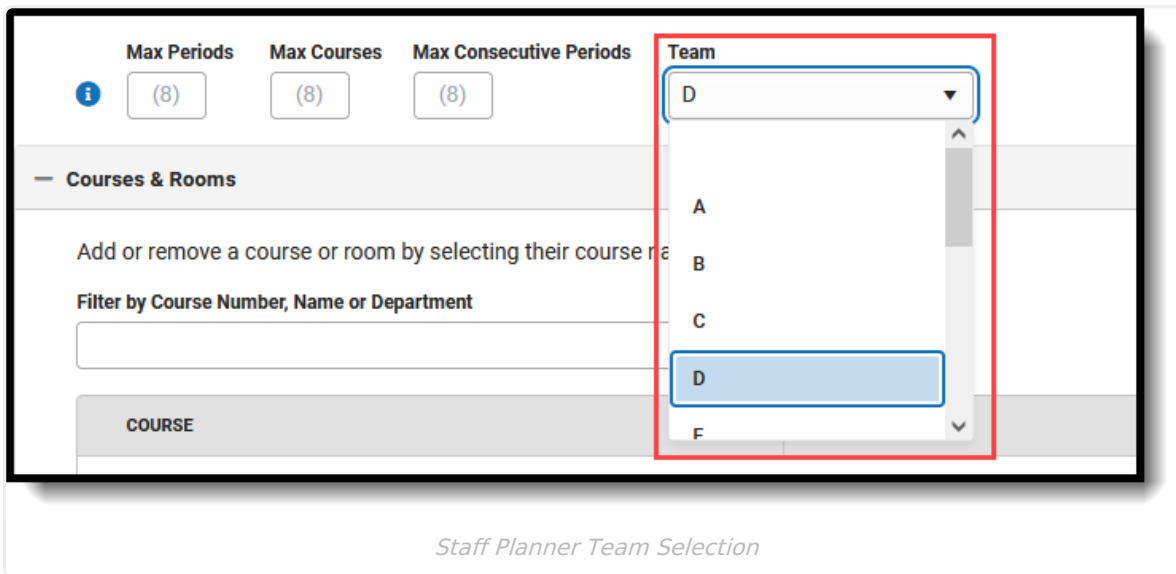 Max Periods Max Courses Max Consecutive Periods Team
(8) (8) (8) D
A
Courses & Rooms
B
Add or remove a course or room by selecting their course na
C
Filter by Course Number, Name or Department
D
COURSE
Staff Planner Team Selection